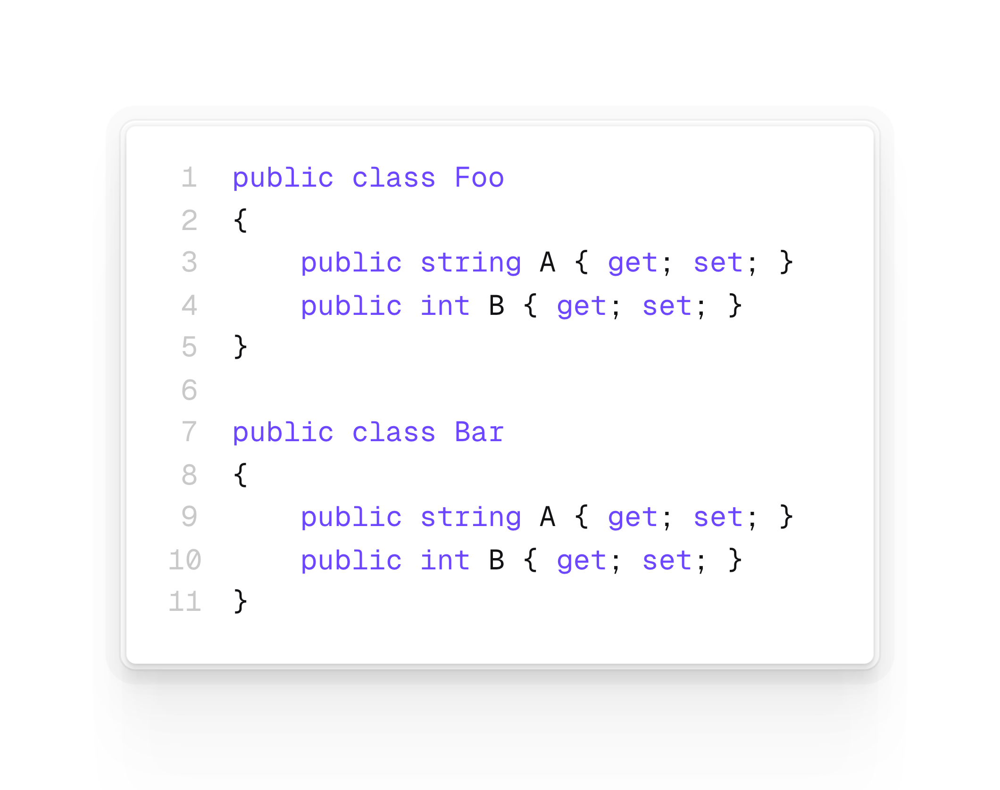 1 public class Foo
2 {
3     public string A { get; set; }
4     public int B { get; set; }
5 }
6
7 public class Bar
8 {
9     public string A { get; set; }
10     public int B { get; set; }
11 }